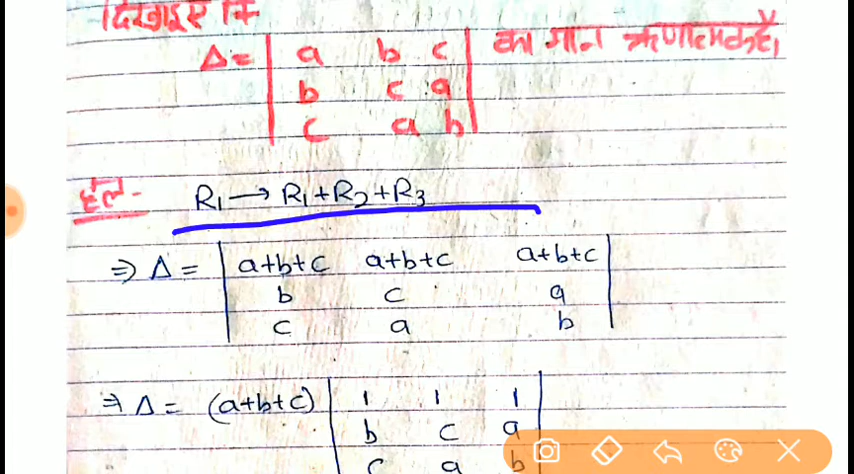 दिखाइए कि
Δ = | a b c | का मान ऋणात्मक है।
| b c a |
| c a b |
हल-
R₁ → R₁+R₂+R₃
⇒ Δ = | a+b+c a+b+c a+b+c |
| b c a |
| c a b |
⇒ Δ = (a+b+c) | 1 1 1 |
| b c a |
| c a b |